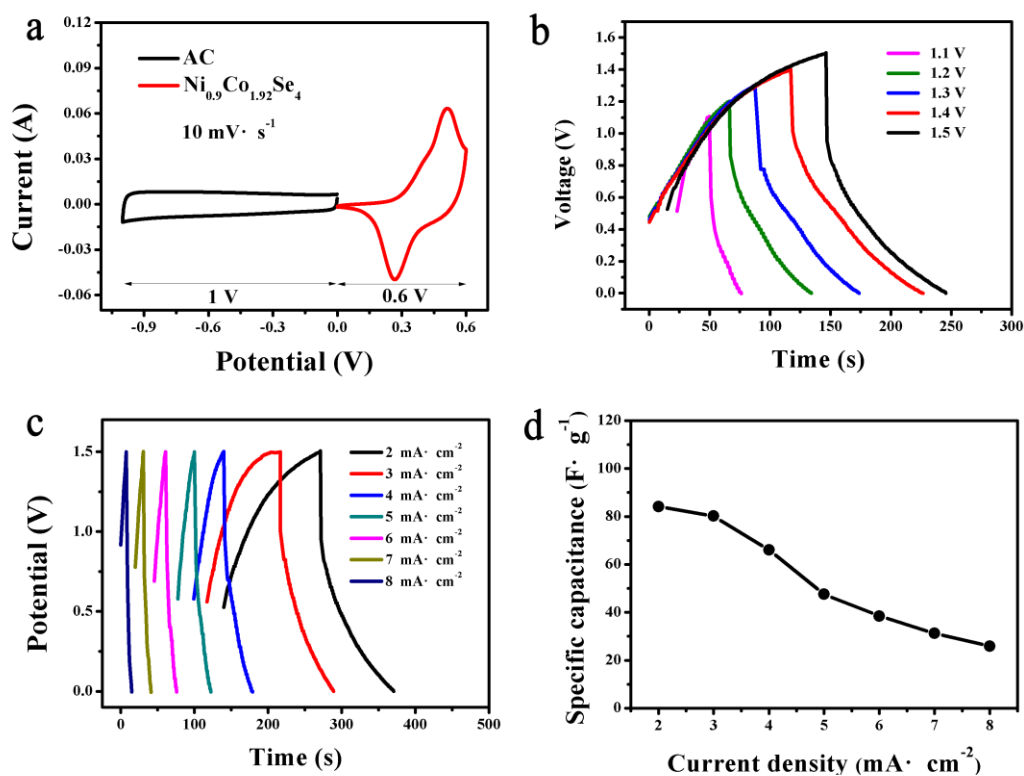 a
0.12
0.09
0.06
0.03
0.00
-0.03
-0.06
Current (A)
AC
Ni0.9Co1.92Se4
10 mV· s-1
1 V
0.6 V
-0.9
-0.6
-0.3
0.0
0.3
0.6
Potential (V)
b
1.6
1.4
1.2
1.0
0.8
0.6
0.4
0.2
0.0
Voltage (V)
1.1 V
1.2 V
1.3 V
1.4 V
1.5 V
0
50
100
150
200
250
300
Time (s)
c
1.5
1.0
0.5
0.0
Potential (V)
2 mA· cm-2
3 mA· cm-2
4 mA· cm-2
5 mA· cm-2
6 mA· cm-2
7 mA· cm-2
8 mA· cm-2
0
100
200
300
400
500
Time (s)
d
120
100
80
60
40
20
0
Specific capacitance (F· g-1)
2
3
4
5
6
7
8
Current density (mA· cm-2)